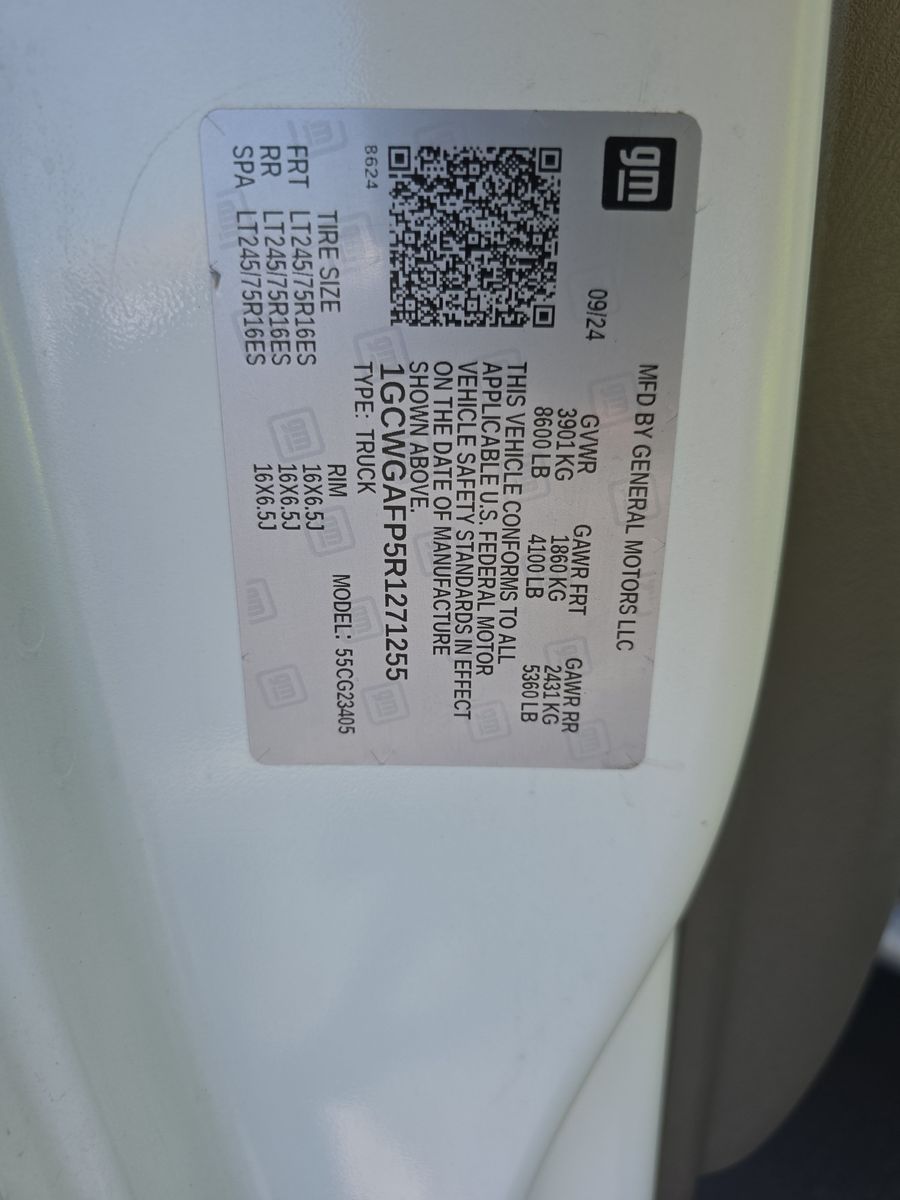 gm
MFD BY GENERAL MOTORS LLC
09/24
GVWR GAWR FRT GAWR RR
3901 KG 1860 KG 2431 KG
8600 LB 4100 LB 5360 LB
THIS VEHICLE CONFORMS TO ALL
APPLICABLE U.S. FEDERAL MOTOR
VEHICLE SAFETY STANDARDS IN EFFECT
ON THE DATE OF MANUFACTURE
SHOWN ABOVE.
1GCWGAFP5R1271255
8624 TYPE: TRUCK
MODEL: 55CG23405
TIRE SIZE RIM
FRT LT245/75R16ES 16X6.5J
RR LT245/75R16ES 16X6.5J
SPA LT245/75R16ES 16X6.5J